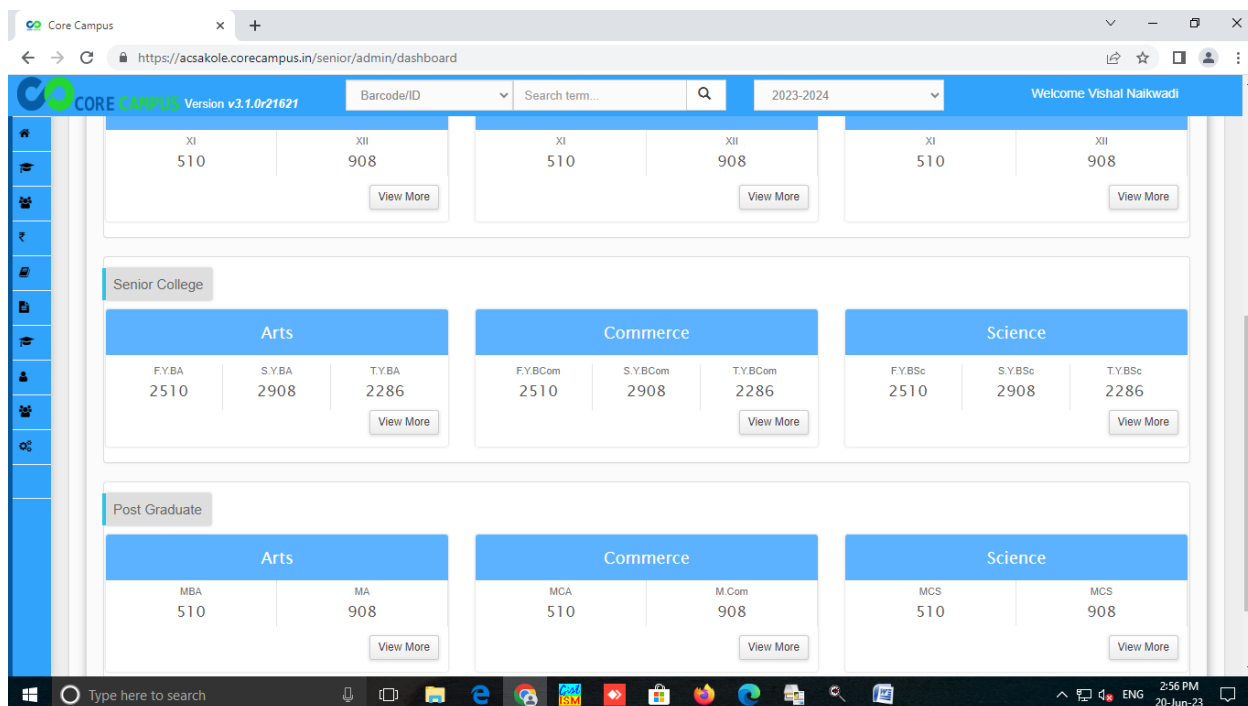 Core Campus
https://acsakole.corecampus.in/senior/admin/dashboard
CORE CAMPUS Version v3.1.0r21621 Barcode/ID Search term... 2023-2024 Welcome Vishal Naikwadi
XI XII XI XII XI XII
510 908 510 908 510 908
View More View More View More
Senior College
Arts Commerce Science
F.Y.BA S.Y.BA T.Y.BA F.Y.BCom S.Y.BCom T.Y.BCom F.Y.BSc S.Y.BSc T.Y.BSc
2510 2908 2286 2510 2908 2286 2510 2908 2286
View More View More View More
Post Graduate
Arts Commerce Science
MBA MA MCA M.Com MCS MCS
510 908 510 908 510 908
View More View More View More
Type here to search Gist ISM ENG 2:56 PM
20-Jun-23